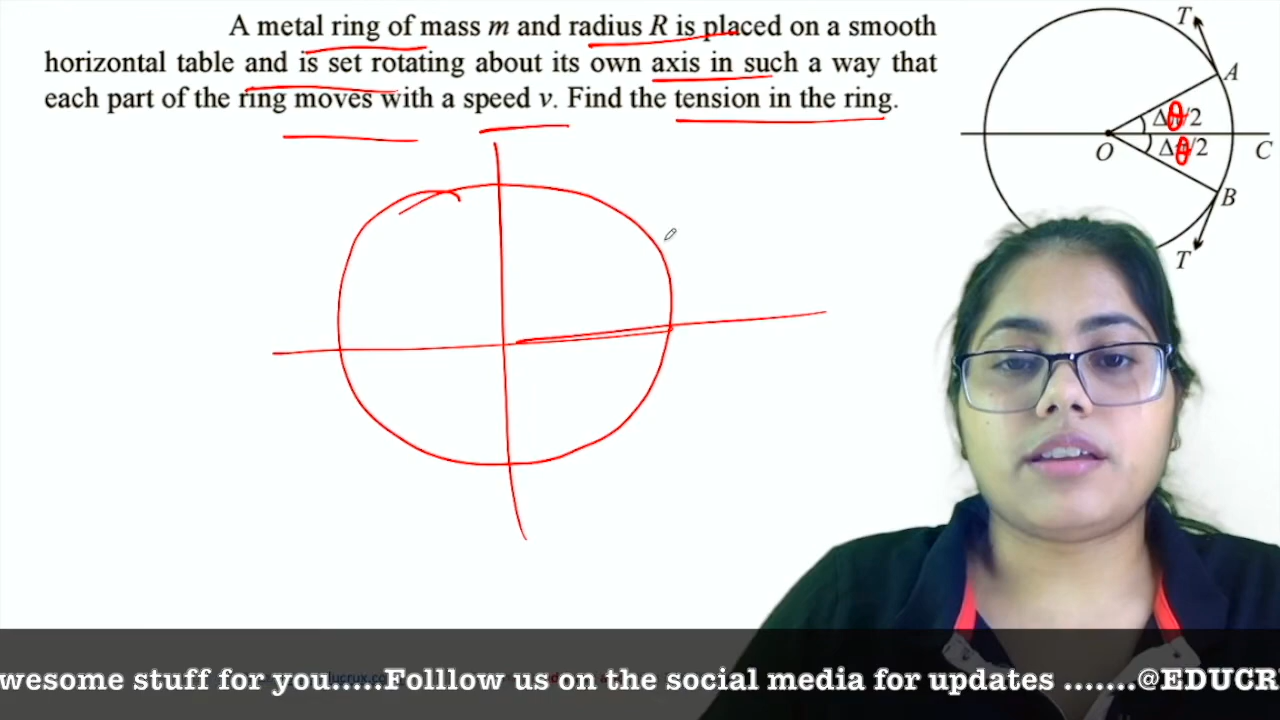 A metal ring of mass m and radius R is placed on a smooth
horizontal table and is set rotating about its own axis in such a way that
each part of the ring moves with a speed v. Find the tension in the ring.
T
A
Δθ/2
O
Δθ/2
C
B
T
wesome stuff for you.....Folllow us on the social media for updates .......@EDUCR